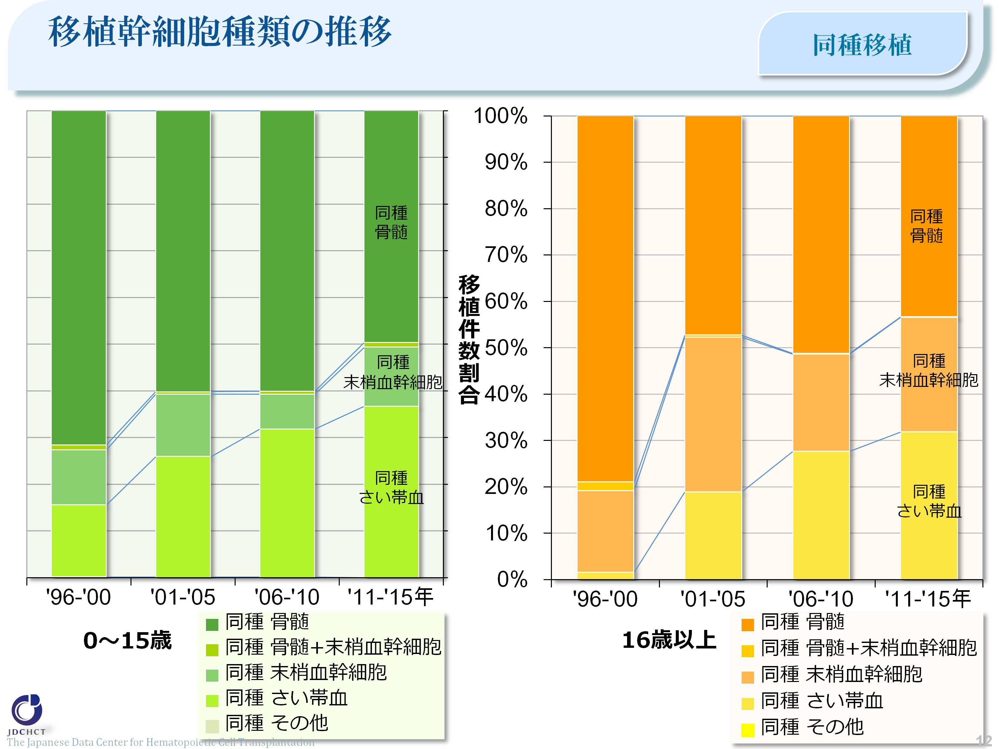 移植幹細胞種類の推移
同種移植
同種
骨髄
同種
末梢血幹細胞
同種
さい帯血
'96-'00
'01-'05
'06-'10
'11-'15年
0～15歳
同種 骨髄
同種 骨髄+末梢血幹細胞
同種 末梢血幹細胞
同種 さい帯血
同種 その他
移植件数割合
100%
90%
80%
70%
60%
50%
40%
30%
20%
10%
0%
同種
骨髄
同種
末梢血幹細胞
同種
さい帯血
'96-'00
'01-'05
'06-'10
'11-'15年
16歳以上
同種 骨髄
同種 骨髄+末梢血幹細胞
同種 末梢血幹細胞
同種 さい帯血
同種 その他
JDCHCT
The Japanese Data Center for Hematopoietic Cell Transplantation
12